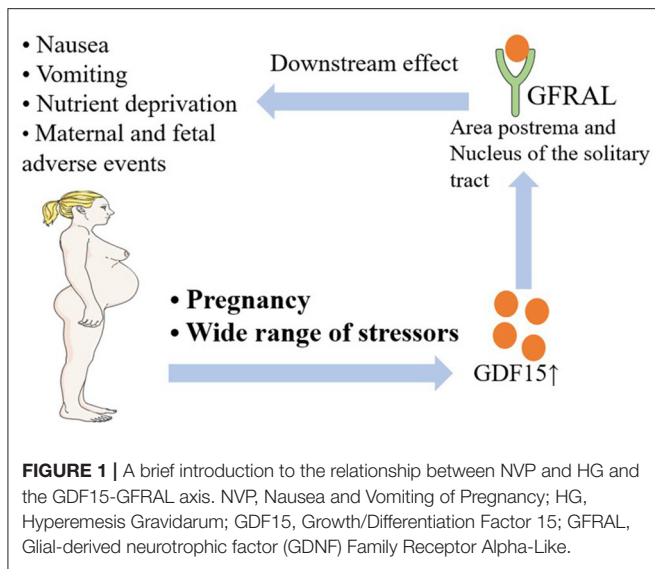 • Nausea
• Vomiting
• Nutrient deprivation
• Maternal and fetal
adverse events
Downstream effect
GFRAL
Area postrema and
Nucleus of the solitary
tract
• Pregnancy
• Wide range of stressors
GDF15↑
FIGURE 1 | A brief introduction to the relationship between NVP and HG and
the GDF15-GFRAL axis. NVP, Nausea and Vomiting of Pregnancy; HG,
Hyperemesis Gravidarum; GDF15, Growth/Differentiation Factor 15; GFRAL,
Glial-derived neurotrophic factor (GDNF) Family Receptor Alpha-Like.